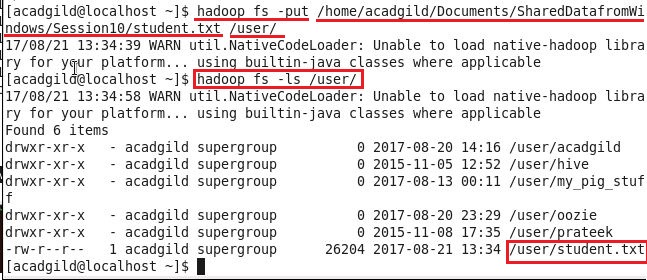 [acadgild@localhost ~]$ hadoop fs -put /home/acadgild/Documents/SharedDatafromWi
ndows/Session10/student.txt /user/
17/08/21 13:34:39 WARN util.NativeCodeLoader: Unable to load native-hadoop libra
ry for your platform... using builtin-java classes where applicable
[acadgild@localhost ~]$ hadoop fs -ls /user/
17/08/21 13:34:58 WARN util.NativeCodeLoader: Unable to load native-hadoop libra
ry for your platform... using builtin-java classes where applicable
Found 6 items
drwxr-xr-x   - acadgild supergroup          0 2017-08-20 14:16 /user/acadgild
drwxr-xr-x   - acadgild supergroup          0 2015-11-05 12:52 /user/hive
drwxr-xr-x   - acadgild supergroup          0 2017-08-13 00:11 /user/my_pig_stuf
f
drwxr-xr-x   - acadgild supergroup          0 2017-08-20 23:29 /user/oozie
drwxr-xr-x   - acadgild supergroup          0 2015-11-08 17:35 /user/prateek
-rw-r--r--   1 acadgild supergroup      26204 2017-08-21 13:34 /user/student.txt
[acadgild@localhost ~]$